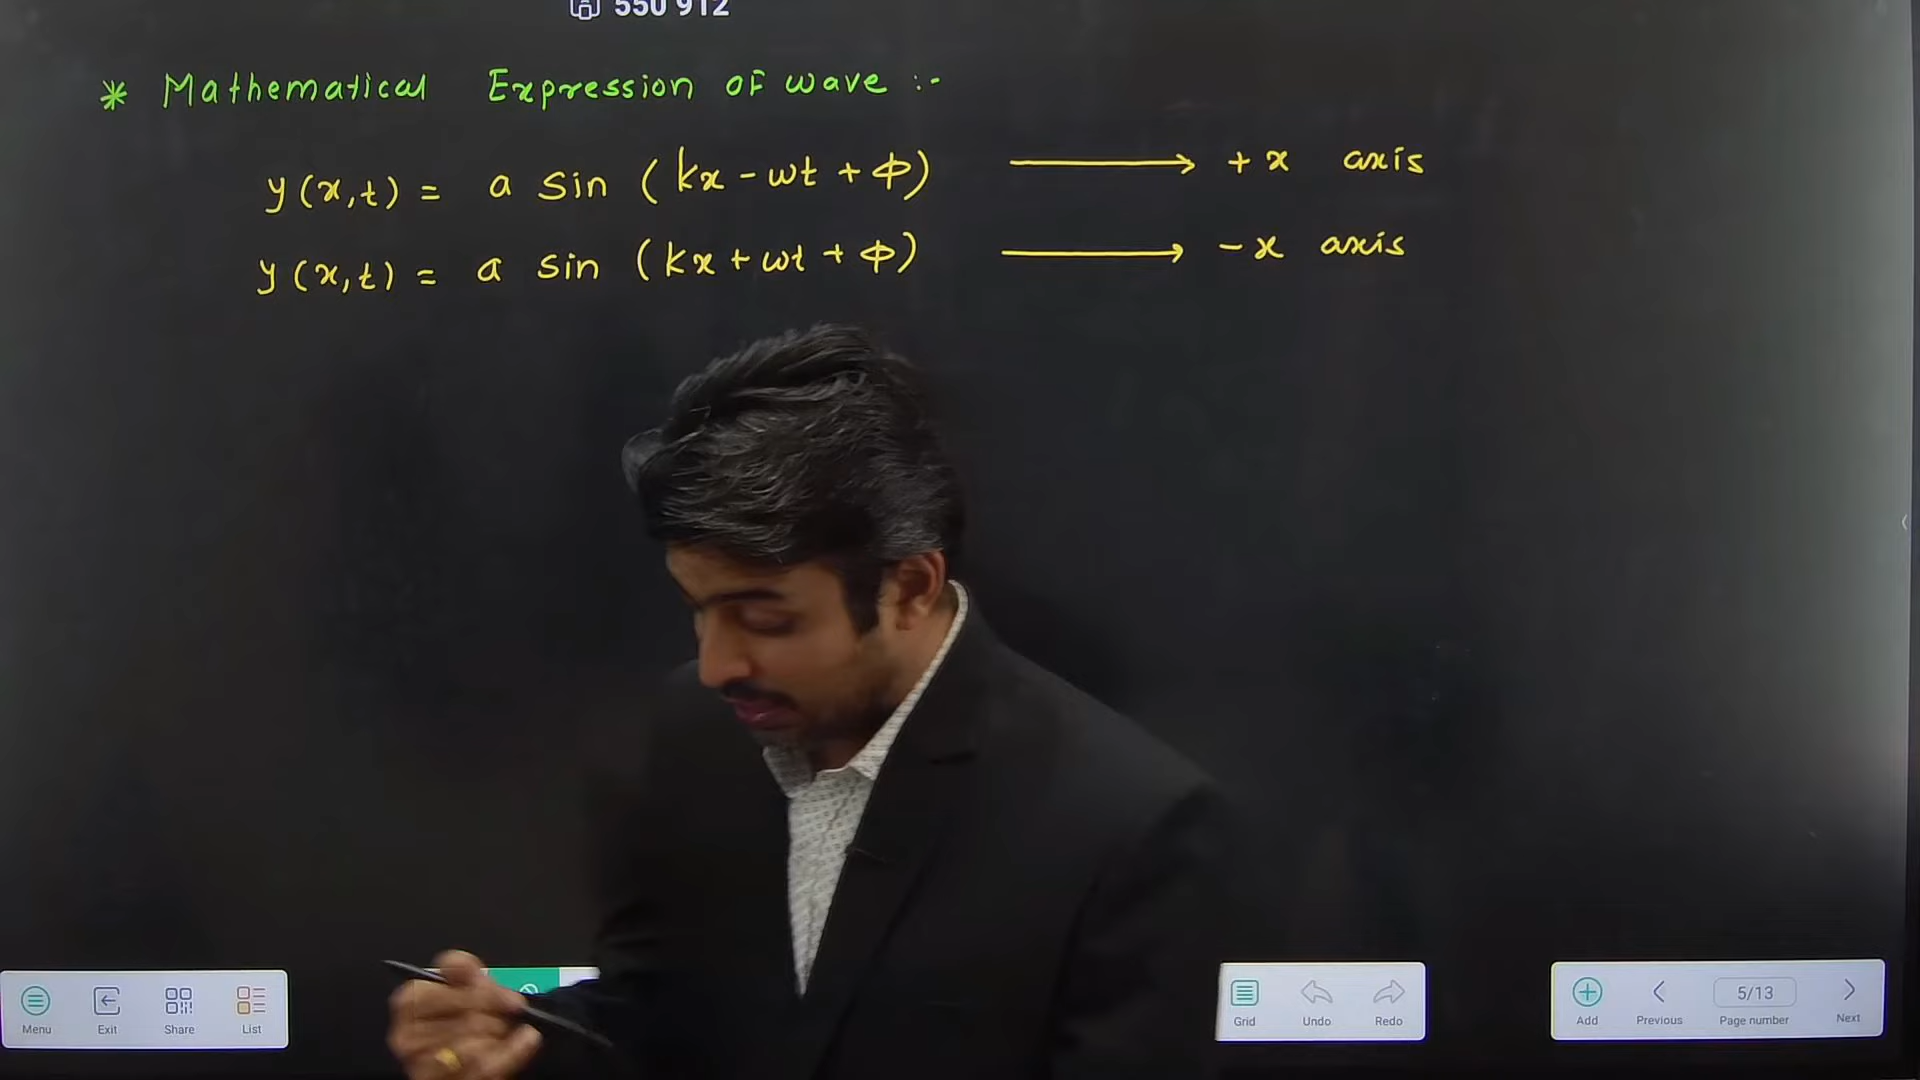 550 912
* Mathematical Expression of wave :-
y(x,t) = a sin (kx - ωt + Φ) ⟶ + x axis
y(x,t) = a sin (kx + ωt + Φ) ⟶ - x axis
Menu Exit Share List Grid Undo Redo Add Previous 5/13 Page number Next